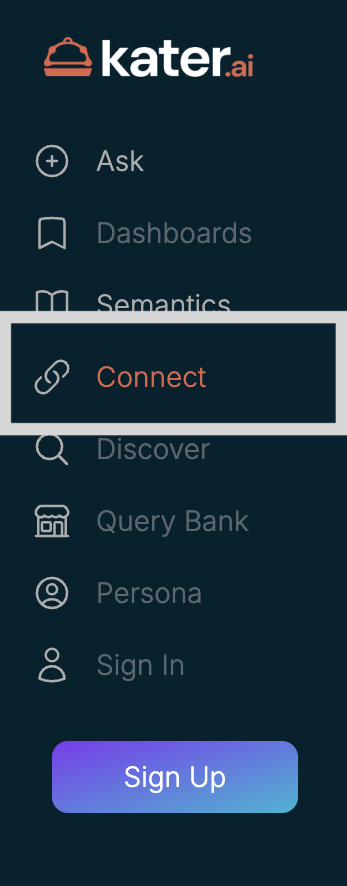 kater.ai
Ask
Dashboards
Semantics
Connect
Discover
Query Bank
Persona
Sign In
Sign Up